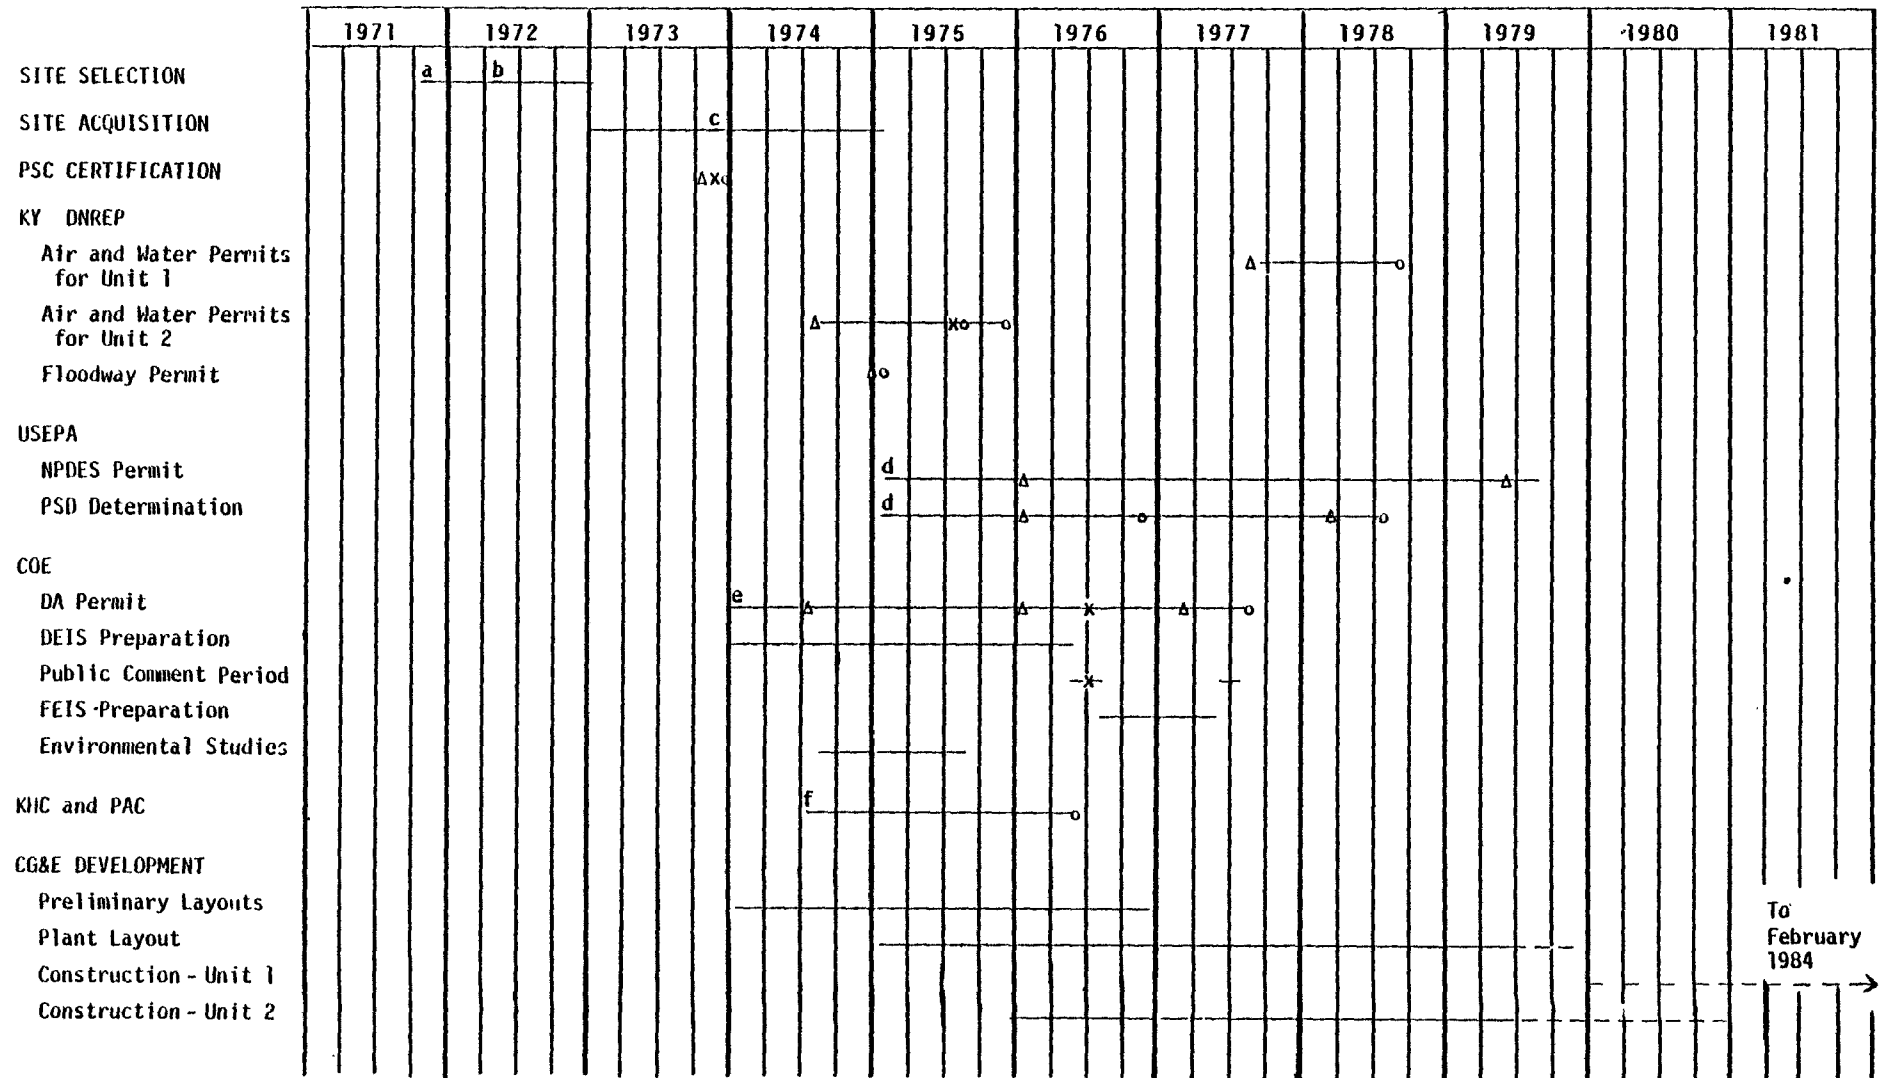 1971 1972 1973 1974 1975 1976 1977 1978 1979 1980 1981
SITE SELECTION a b
SITE ACQUISITION c
PSC CERTIFICATION Δ X o
KY DNREP
Air and Water Permits Δ o
for Unit 1
Air and Water Permits Δ X o o
for Unit 2
Floodway Permit Δ o
USEPA
NPDES Permit d Δ Δ
PSD Determination d Δ o Δ o
COE
DA Permit e Δ Δ X Δ o
DEIS Preparation
Public Comment Period X
FEIS Preparation
Environmental Studies
KHC and PAC f o
CG&E DEVELOPMENT
Preliminary Layouts
Plant Layout
Construction - Unit 1
Construction - Unit 2
To
February
1984